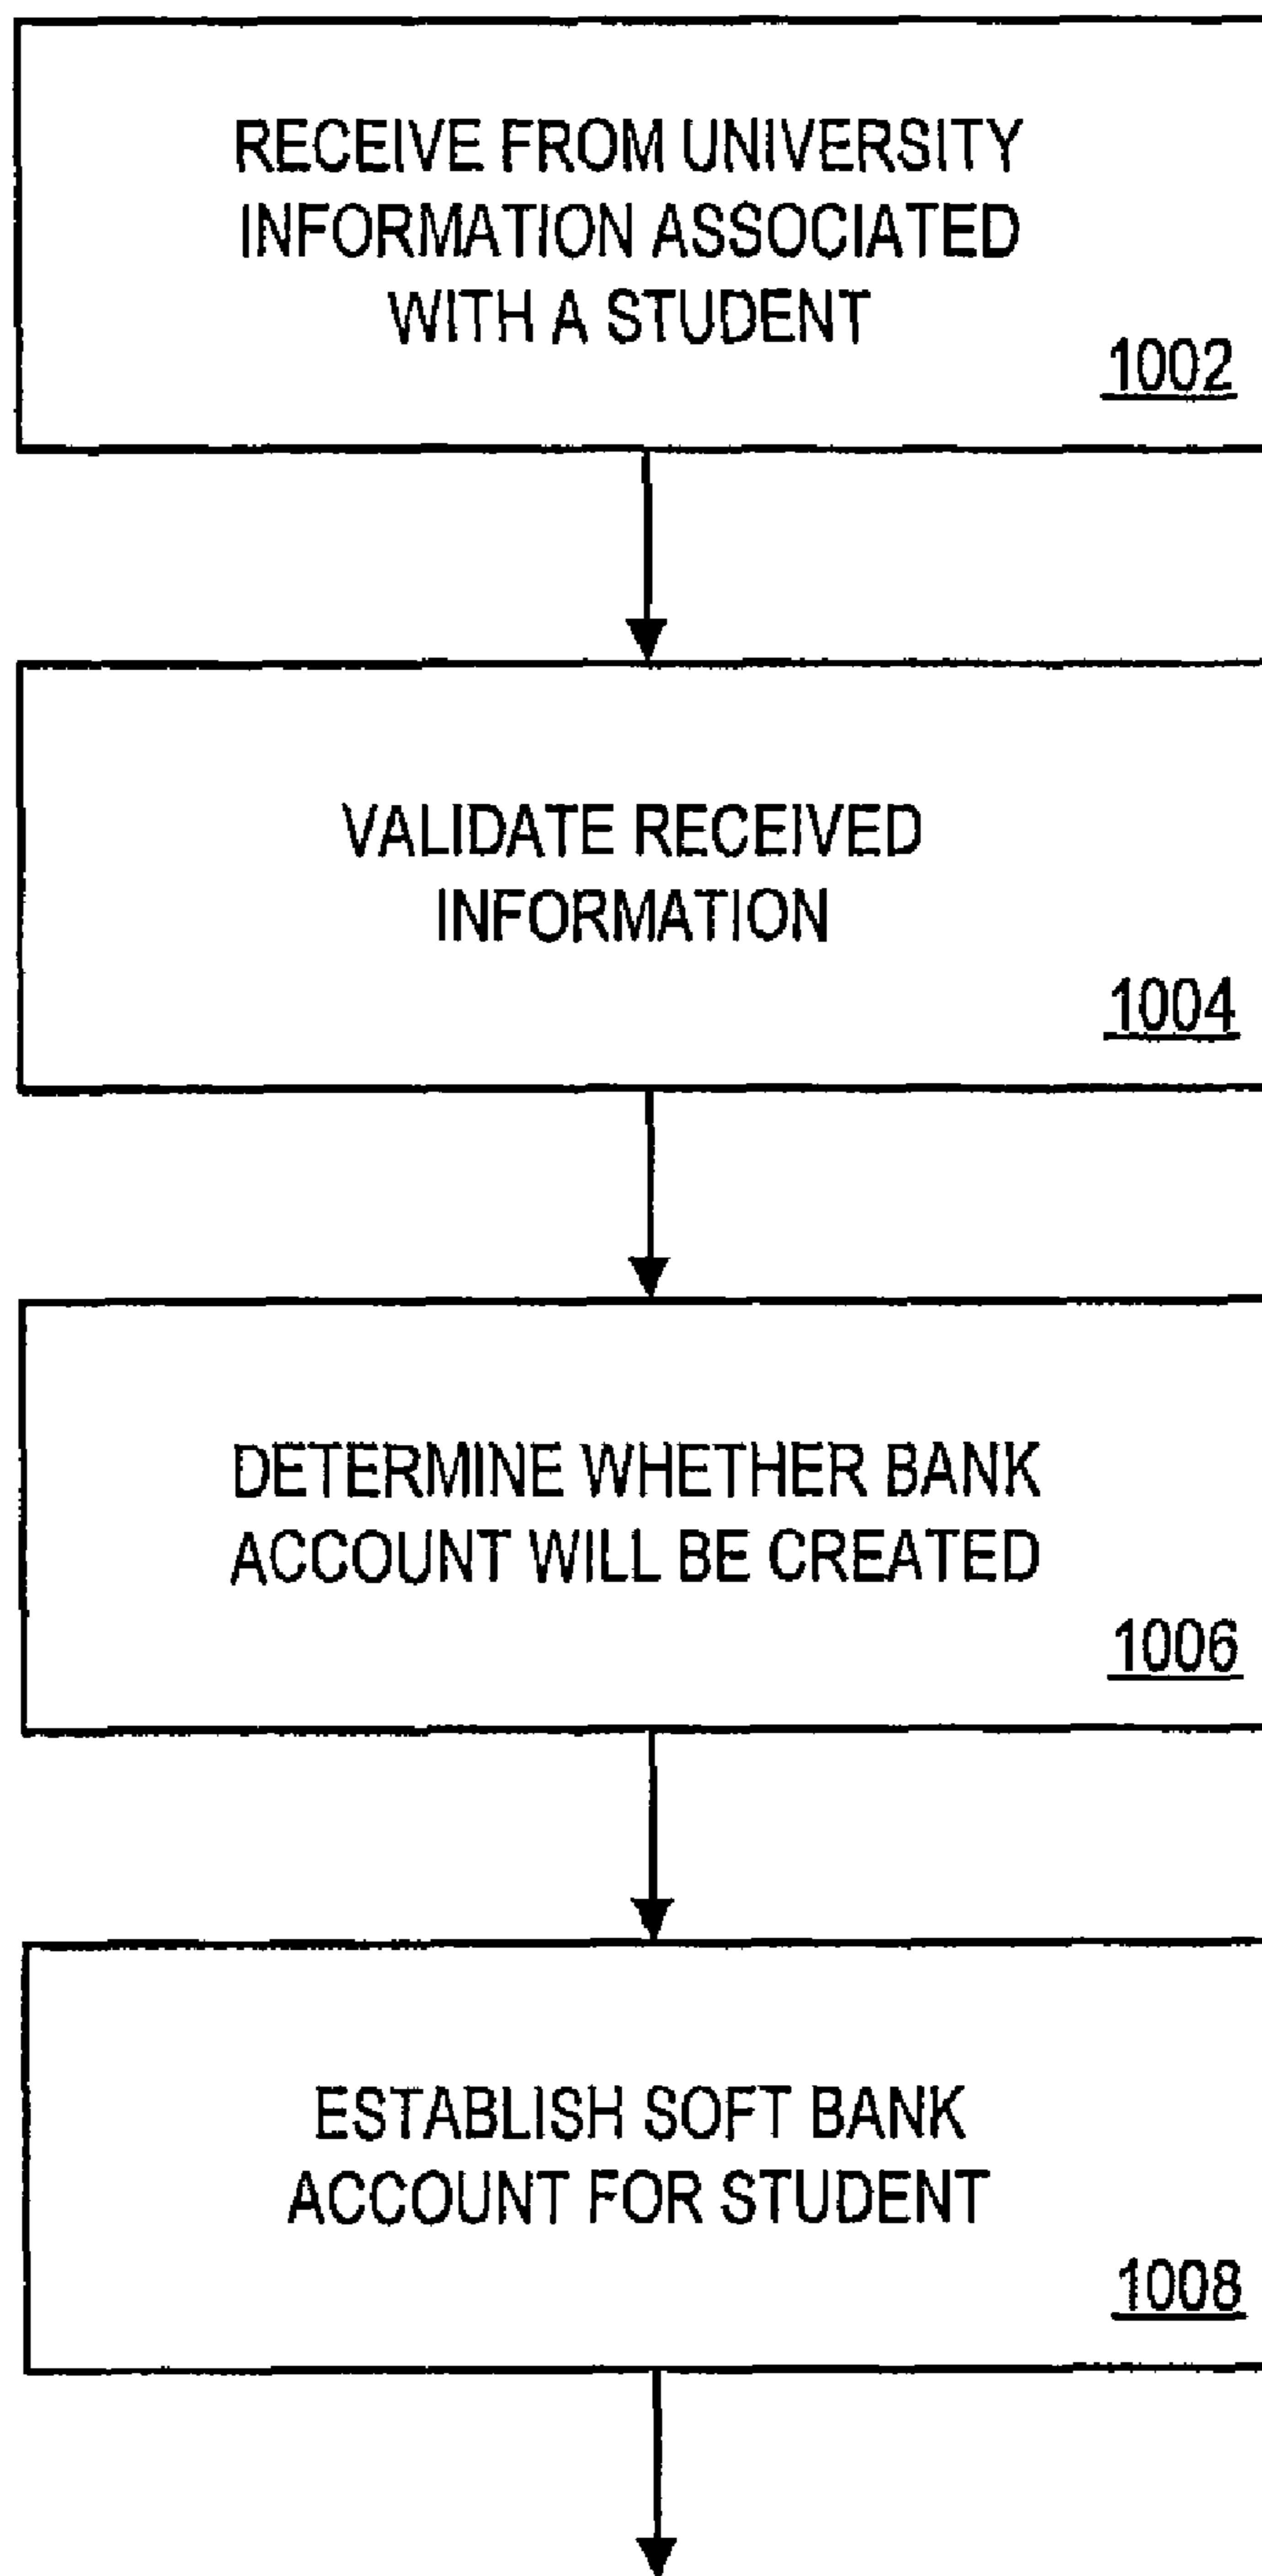 RECEIVE FROM UNIVERSITY
INFORMATION ASSOCIATED
WITH A STUDENT
1002
VALIDATE RECEIVED
INFORMATION
1004
DETERMINE WHETHER BANK
ACCOUNT WILL BE CREATED
1006
ESTABLISH SOFT BANK
ACCOUNT FOR STUDENT
1008